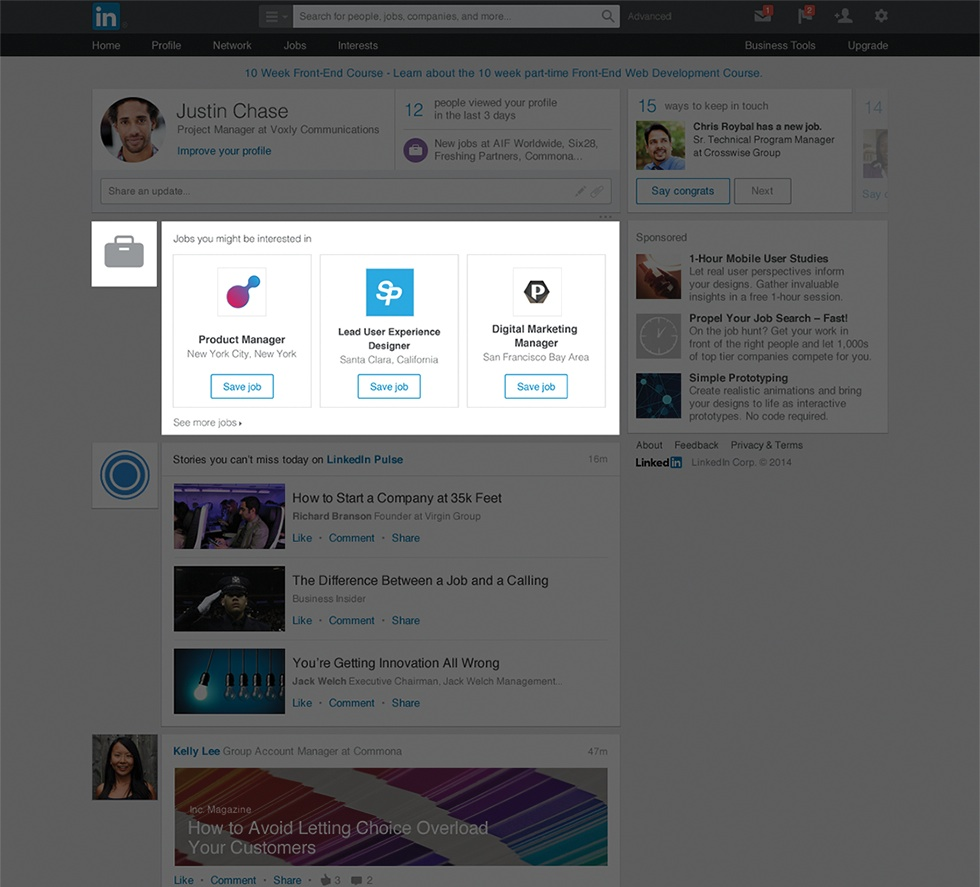 in
Search for people, jobs, companies, and more...
Advanced
1
2
Home Profile Network Jobs Interests Business Tools Upgrade
10 Week Front-End Course - Learn about the 10 week part-time Front-End Web Development Course.
Justin Chase
Project Manager at Voxly Communications
Improve your profile
12 people viewed your profile
in the last 3 days
New jobs at AIF Worldwide, Six28,
Freshing Partners, Commona...
Share an update...
15 ways to keep in touch
Chris Roybal has a new job.
Sr. Technical Program Manager
at Crosswise Group
Say congrats Next
14
Say c
Jobs you might be interested in
Product Manager
New York City, New York
Save job
SP
Lead User Experience
Designer
Santa Clara, California
Save job
P
Digital Marketing
Manager
San Francisco Bay Area
Save job
See more jobs
Sponsored
1-Hour Mobile User Studies
Let real user perspectives inform
your designs. Gather invaluable
insights in a free 1-hour session.
Propel Your Job Search – Fast!
On the job hunt? Get your work in
front of the right people and let 1,000s
of top tier companies compete for you.
Simple Prototyping
Create realistic animations and bring
your designs to life as interactive
prototypes. No code required.
About Feedback Privacy & Terms
LinkedIn LinkedIn Corp. © 2014
Stories you can't miss today on LinkedIn Pulse 16m
How to Start a Company at 35k Feet
Richard Branson Founder at Virgin Group
Like • Comment • Share
The Difference Between a Job and a Calling
Business Insider
Like • Comment • Share
You're Getting Innovation All Wrong
Jack Welch Executive Chairman, Jack Welch Management...
Like • Comment • Share
Kelly Lee Group Account Manager at Commona 47m
Inc. Magazine
How to Avoid Letting Choice Overload
Your Customers
Like • Comment • Share 3 2